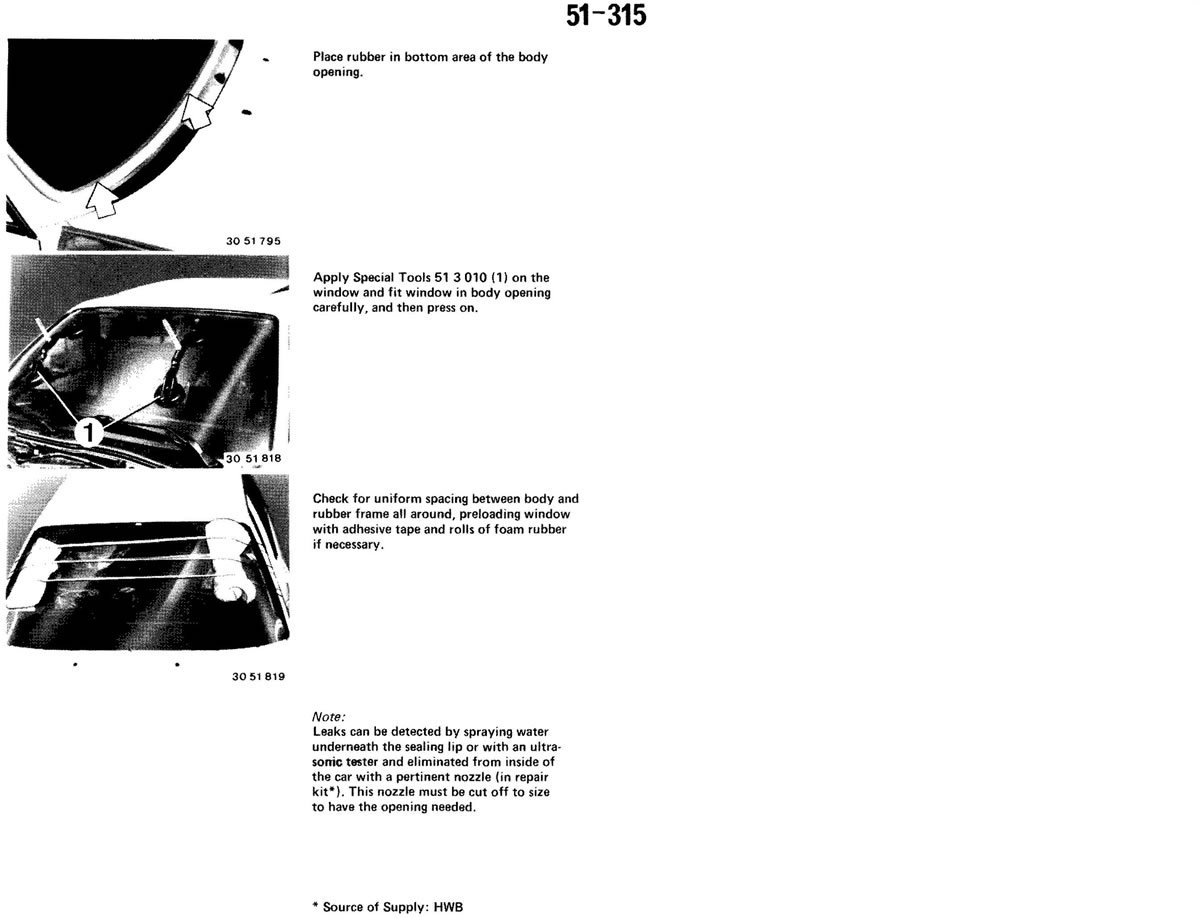 51-315
Place rubber in bottom area of the body
opening.
30 51 795
Apply Special Tools 51 3 010 (1) on the
window and fit window in body opening
carefully, and then press on.
1
30 51 818
Check for uniform spacing between body and
rubber frame all around, preloading window
with adhesive tape and rolls of foam rubber
if necessary.
30 51 819
Note:
Leaks can be detected by spraying water
underneath the sealing lip or with an ultra-
sonic tester and eliminated from inside of
the car with a pertinent nozzle (in repair
kit*). This nozzle must be cut off to size
to have the opening needed.
* Source of Supply: HWB